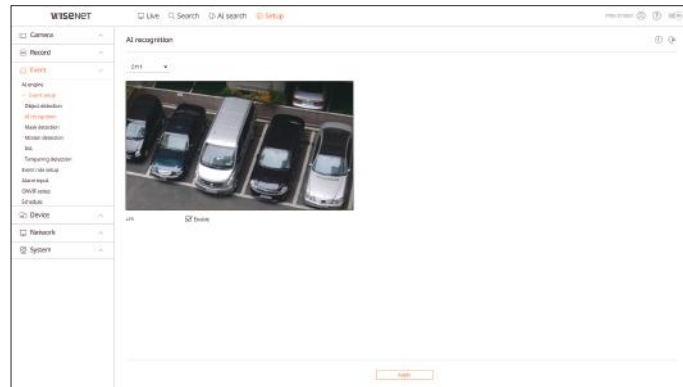 WISENET
Live Search AI search Setup
Camera
AI recognition
Record
Event
AI engine
Event setup
Object detection
AI recognition
Mask detection
Motion detection
Tampering detection
Event rule setup
Alarm input
Enable
ONVIF setup
Schedule
Device
Network
System
Apply